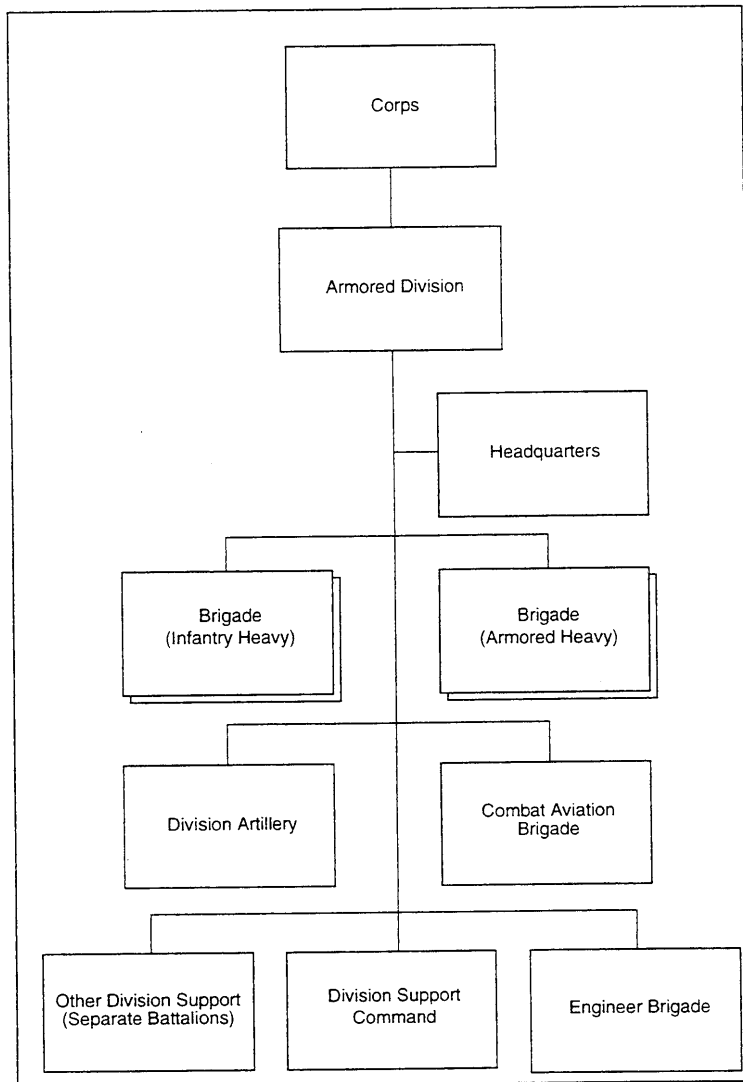 Corps
Armored Division
Headquarters
Brigade
(Infantry Heavy)
Brigade
(Armored Heavy)
Division Artillery
Combat Aviation
Brigade
Other Division Support
(Separate Battalions)
Division Support
Command
Engineer Brigade